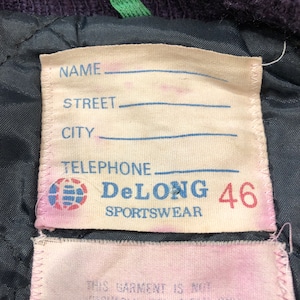 NAME
STREET
CITY
TELEPHONE
DeLONG 46
SPORTSWEAR
THIS GARMENT IS NOT